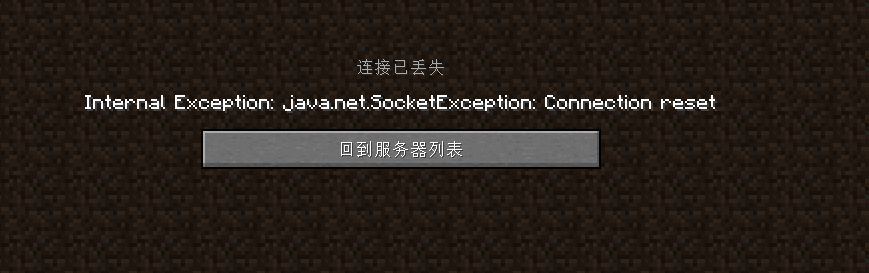 连接已丢失
Internal Exception: java.net.SocketException: Connection reset
回到服务器列表